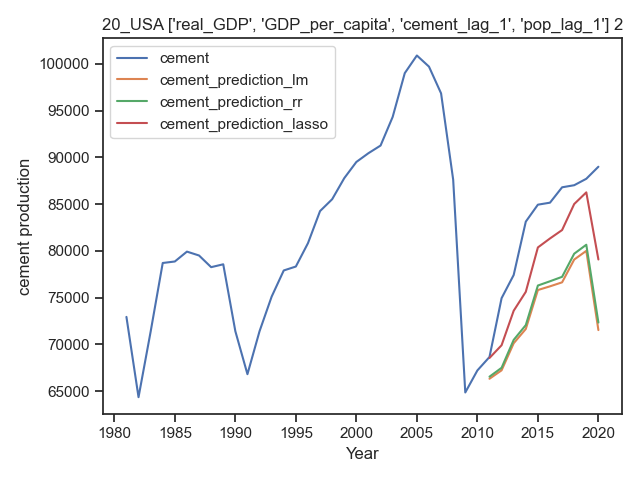 20_USA ['real_GDP', 'GDP_per_capita', 'cement_lag_1', 'pop_lag_1'] 2
cement
cement_prediction_lm
cement_prediction_rr
cement_prediction_lasso
100000
95000
90000
85000
80000
75000
70000
65000
cement production
1980 1985 1990 1995 2000 2005 2010 2015 2020
Year